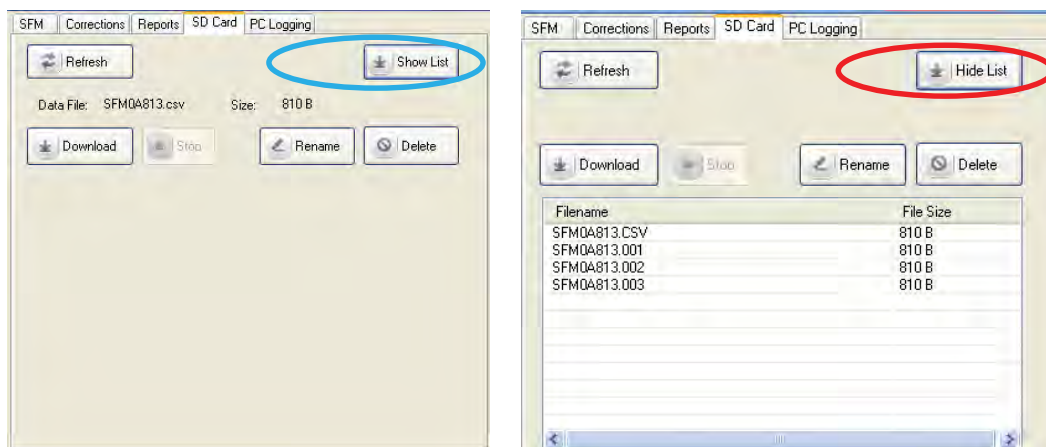 SFM Corrections Reports SD Card PC Logging
Refresh Show List
Data File: SFM0A813.csv Size: 810 B
Download Stop Rename Delete
SFM Corrections Reports SD Card PC Logging
Refresh Hide List
Download Stop Rename Delete
Filename File Size
SFM0A813.CSV 810 B
SFM0A813.001 810 B
SFM0A813.002 810 B
SFM0A813.003 810 B